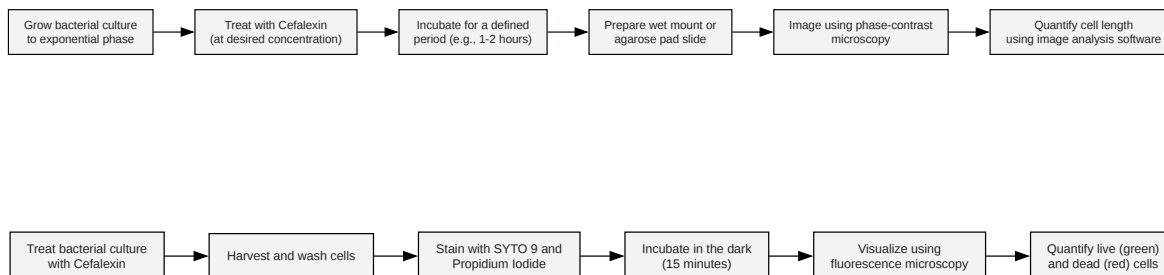 Grow bacterial culture
to exponential phase
Treat with Cefalexin
(at desired concentration)
Incubate for a defined
period (e.g., 1-2 hours)
Prepare wet mount or
agarose pad slide
Image using phase-contrast
microscopy
Quantify cell length
using image analysis software
Treat bacterial culture
with Cefalexin
Harvest and wash cells
Stain with SYTO 9 and
Propidium Iodide
Incubate in the dark
(15 minutes)
Visualize using
fluorescence microscopy
Quantify live (green)
and dead (red) cells